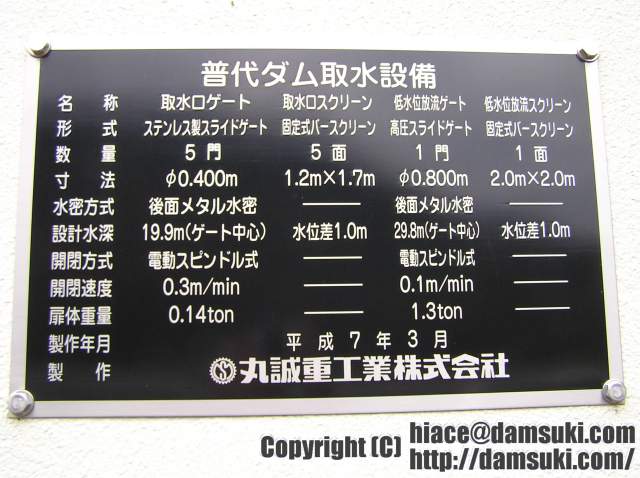 普代ダム取水設備
名称 取水口ゲート 取水口スクリーン 低水位放流ゲート 低水位放流スクリーン
形式 ステンレス製スライドゲート 固定式バースクリーン 高圧スライドゲート 固定式バースクリーン
数量 5門 5面 1門 1面
寸法 φ0.400m 1.2m×1.7m φ0.800m 2.0m×2.0m
水密方式 後面メタル水密 ―― 後面メタル水密 ――
設計水深 19.9m(ゲート中心) 水位差1.0m 29.8m(ゲート中心) 水位差1.0m
開閉方式 電動スピンドル式 ―― 電動スピンドル式 ――
開閉速度 0.3m/min ―― 0.1m/min ――
扉体重量 0.14ton ―― 1.3ton ――
製作年月 平成7年3月
製作 丸誠重工業株式会社
Copyright (C) hiace@damsuki.com
http://damsuki.com/